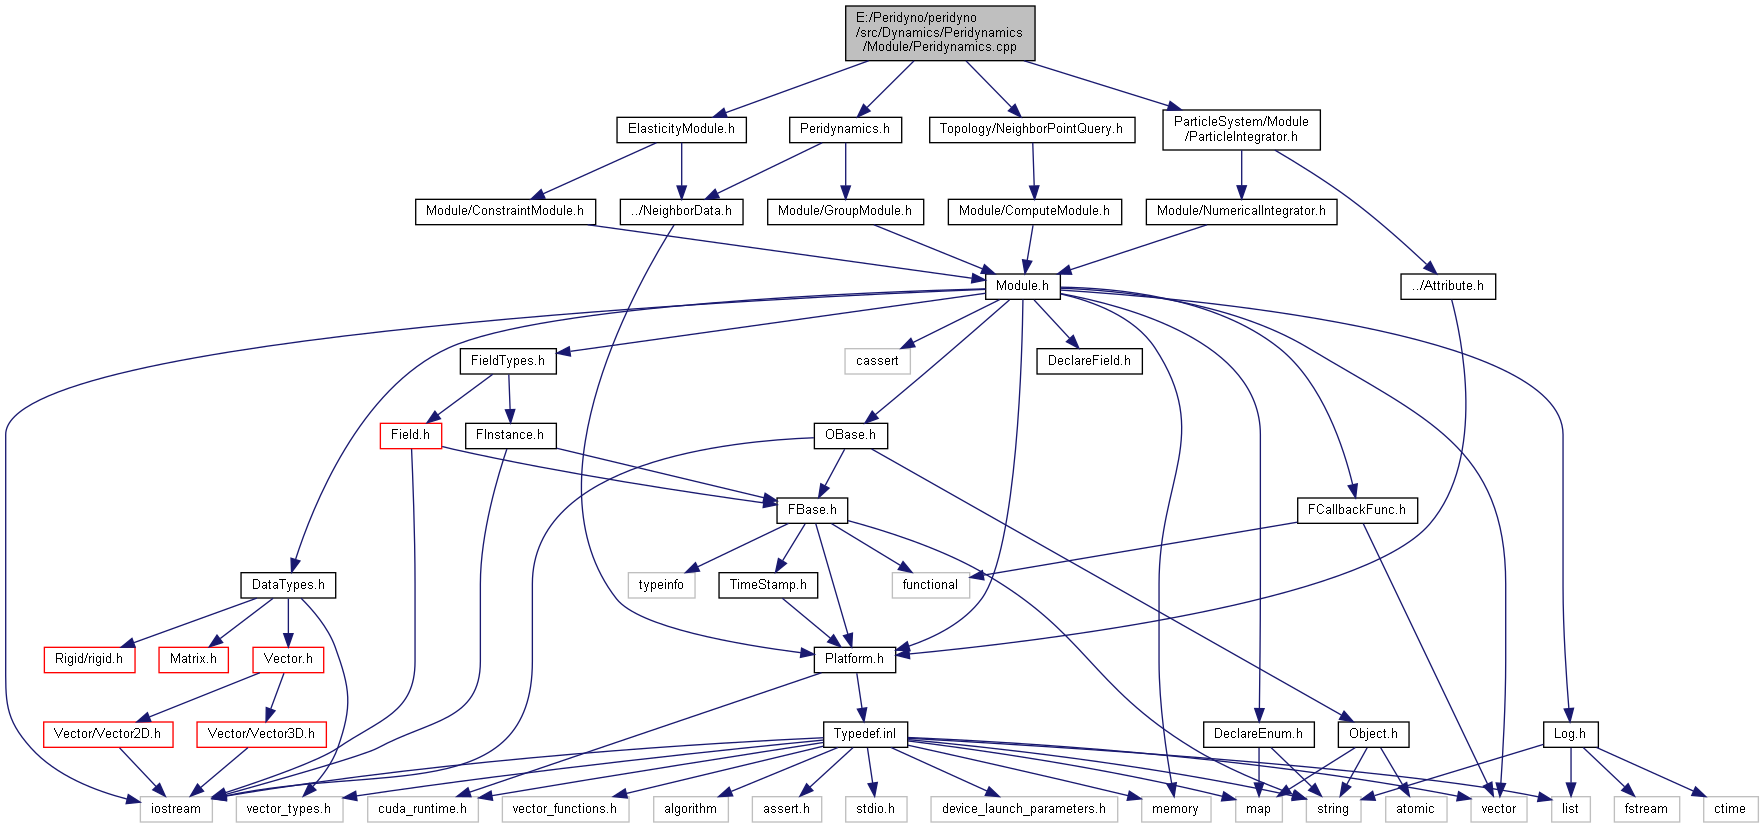 E:/Peridyno/peridyno
/src/Dynamics/Peridynamics
/Module/Peridynamics.cpp
ElasticityModule.h
Peridynamics.h
Topology/NeighborPointQuery.h
ParticleSystem/Module
/ParticleIntegrator.h
Module/ConstraintModule.h
../NeighborData.h
Module/GroupModule.h
Module/ComputeModule.h
Module/NumericalIntegrator.h
Module.h
../Attribute.h
FieldTypes.h
cassert
DeclareField.h
Field.h
FInstance.h
OBase.h
FBase.h
FCallbackFunc.h
DataTypes.h
typeinfo
TimeStamp.h
functional
Rigid/rigid.h
Matrix.h
Vector.h
Platform.h
Vector/Vector2D.h
Vector/Vector3D.h
Typedef.inl
DeclareEnum.h
Object.h
Log.h
iostream
vector_types.h
cuda_runtime.h
vector_functions.h
algorithm
assert.h
stdio.h
device_launch_parameters.h
memory
map
string
atomic
vector
list
fstream
ctime